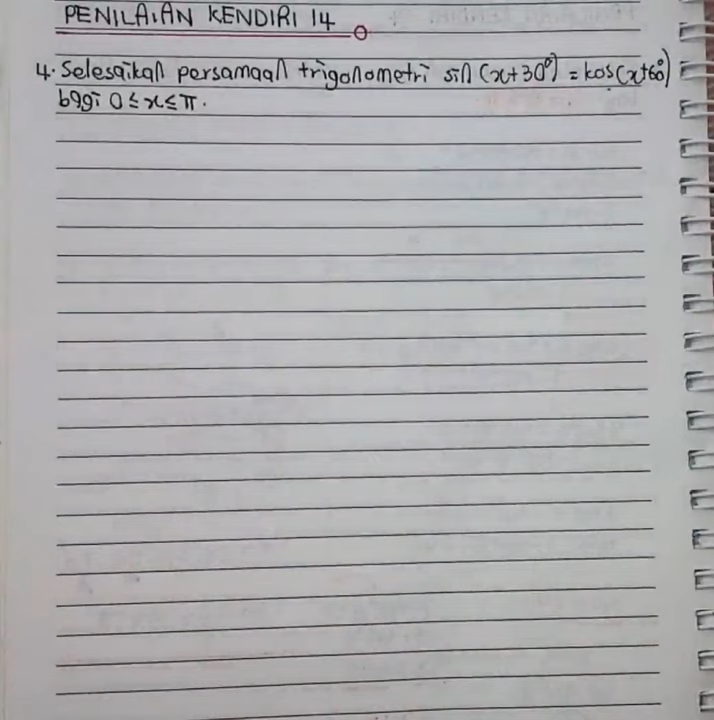 PENILAIAN KENDIRI 14
4. Selesaikan persamaan trigonometri sin (x+30°) = kos(x+60°)
bagi 0 ≤ x ≤ π.